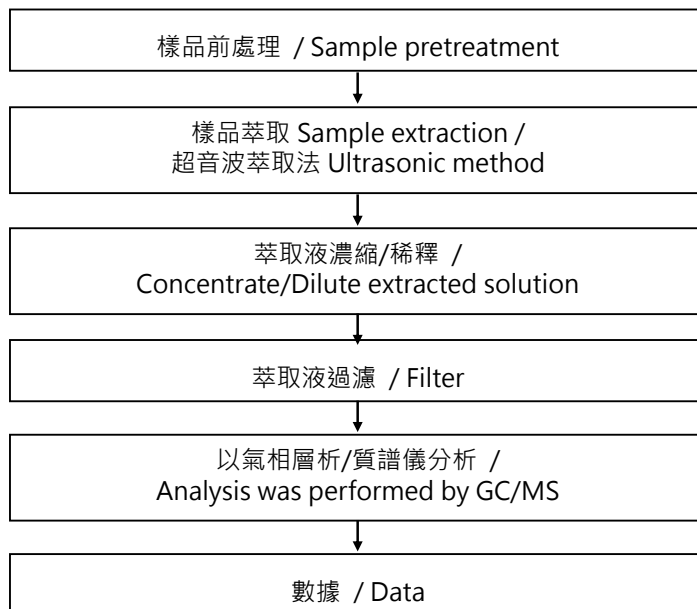 樣品前處理 / Sample pretreatment
樣品萃取 Sample extraction /
超音波萃取法 Ultrasonic method
萃取液濃縮/稀釋 /
Concentrate/Dilute extracted solution
萃取液過濾 / Filter
以氣相層析/質譜儀分析 /
Analysis was performed by GC/MS
數據 / Data